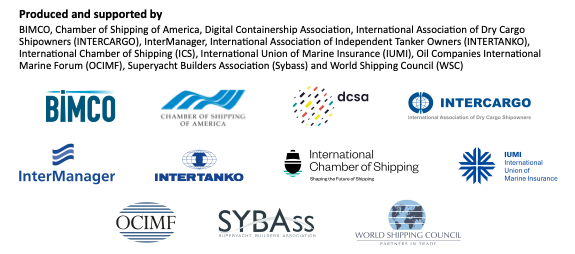 Produced and supported by
BIMCO, Chamber of Shipping of America, Digital Containership Association, International Association of Dry Cargo
Shipowners (INTERCARGO), InterManager, International Association of Independent Tanker Owners (INTERTANKO),
International Chamber of Shipping (ICS), International Union of Marine Insurance (IUMI), Oil Companies International
Marine Forum (OCIMF), Superyacht Builders Association (Sybass) and World Shipping Council (WSC)
BIMCO
CHAMBER OF SHIPPING
OF AMERICA
dcsa
INTERCARGO
International Association of Dry Cargo Shipowners
InterManager
INTERTANKO
International
Chamber of Shipping
Shaping the Future of Shipping
IUMI
International
Union of
Marine Insurance
OCIMF
SYBAss
SUPERYACHT BUILDERS ASSOCIATION
WORLD SHIPPING COUNCIL
PARTNERS IN TRADE